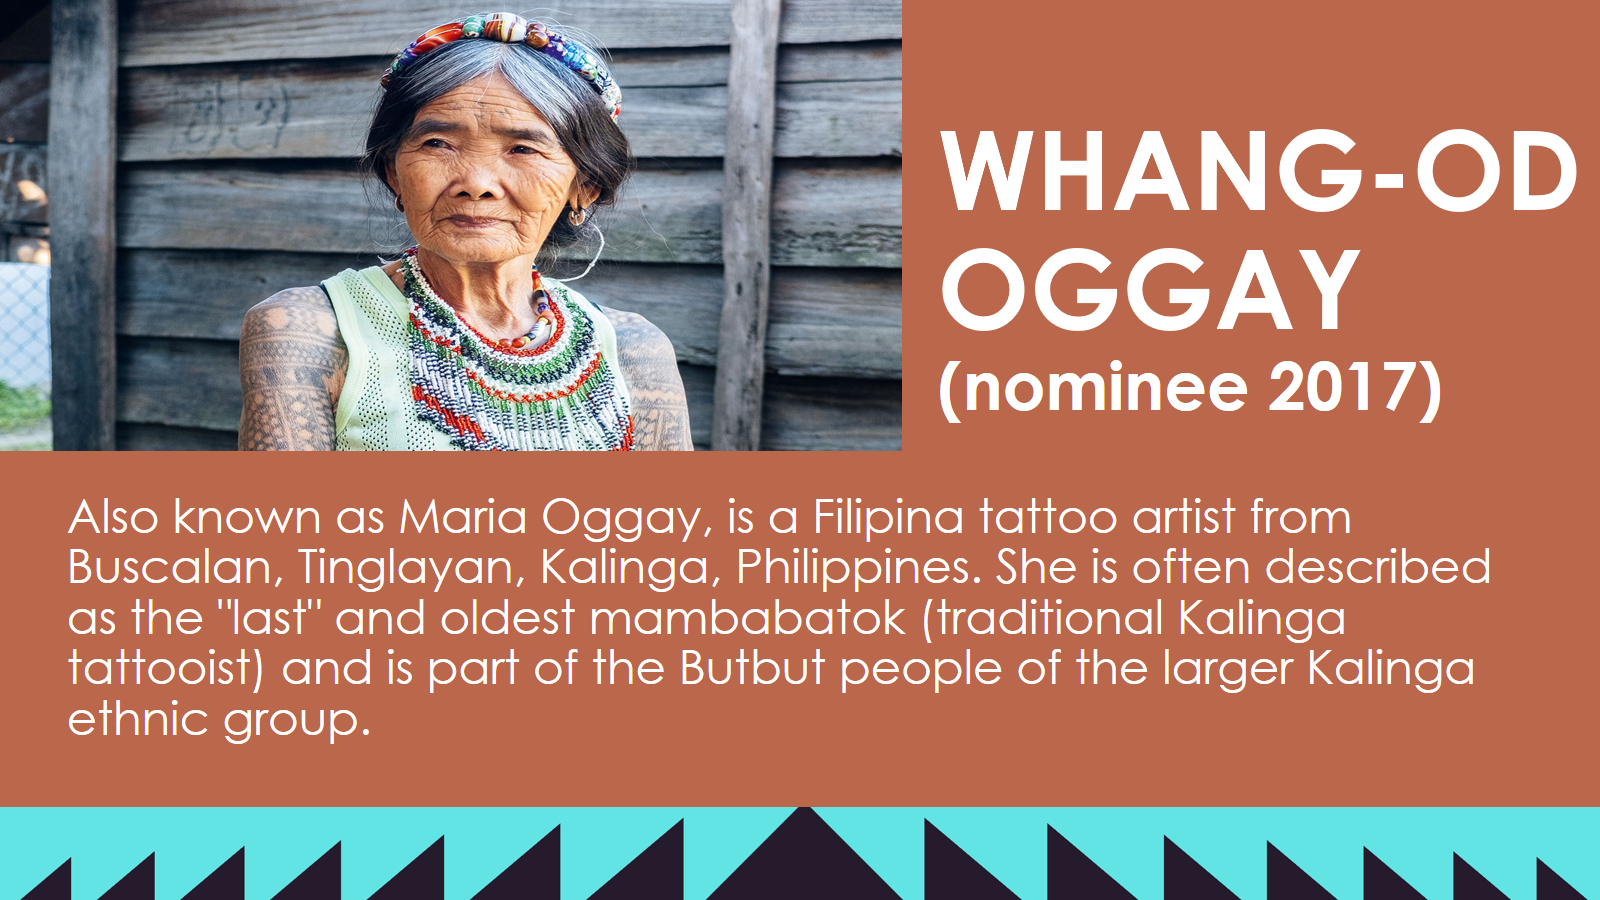 WHANG-OD
OGGAY
(nominee 2017)
Also known as Maria Oggay, is a Filipina tattoo artist from
Buscalan, Tinglayan, Kalinga, Philippines. She is often described
as the "last" and oldest mambabatok (traditional Kalinga
tattooist) and is part of the Butbut people of the larger Kalinga
ethnic group.